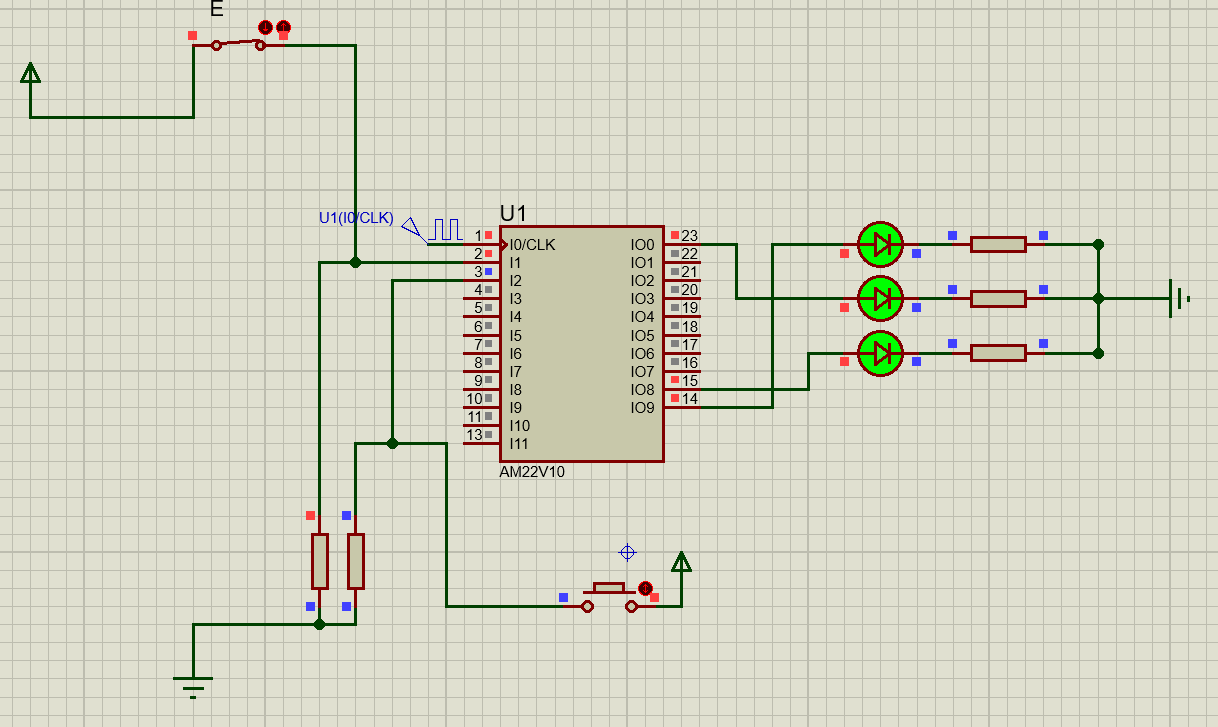 E
U1(I0/CLK)
U1
1 I0/CLK IO0 23
2 I1 IO1 22
3 I2 IO2 21
4 I3 IO3 20
5 I4 IO4 19
6 I5 IO5 18
7 I6 IO6 17
8 I7 IO7 16
9 I8 IO8 15
10 I9 IO9 14
11 I10
13 I11
AM22V10